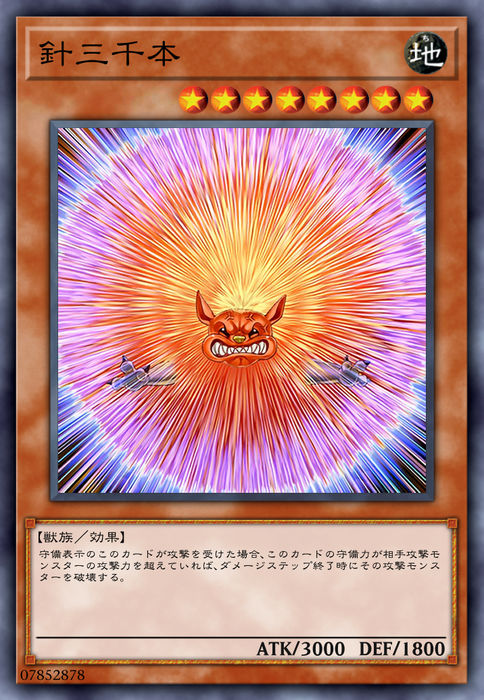 針三千本
ち
地
【獣族／効果】
守備表示のこのカードが攻撃を受けた場合、このカードの守備力が相手攻撃モ
ンスターの攻撃力を超えていれば、ダメージステップ終了時にその攻撃モンス
ターを破壊する。
ATK/3000 DEF/1800
07852878